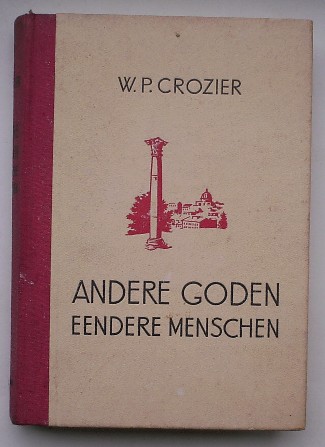 W.P. CROZIER
ANDERE GODEN
EENDERE MENSCHEN